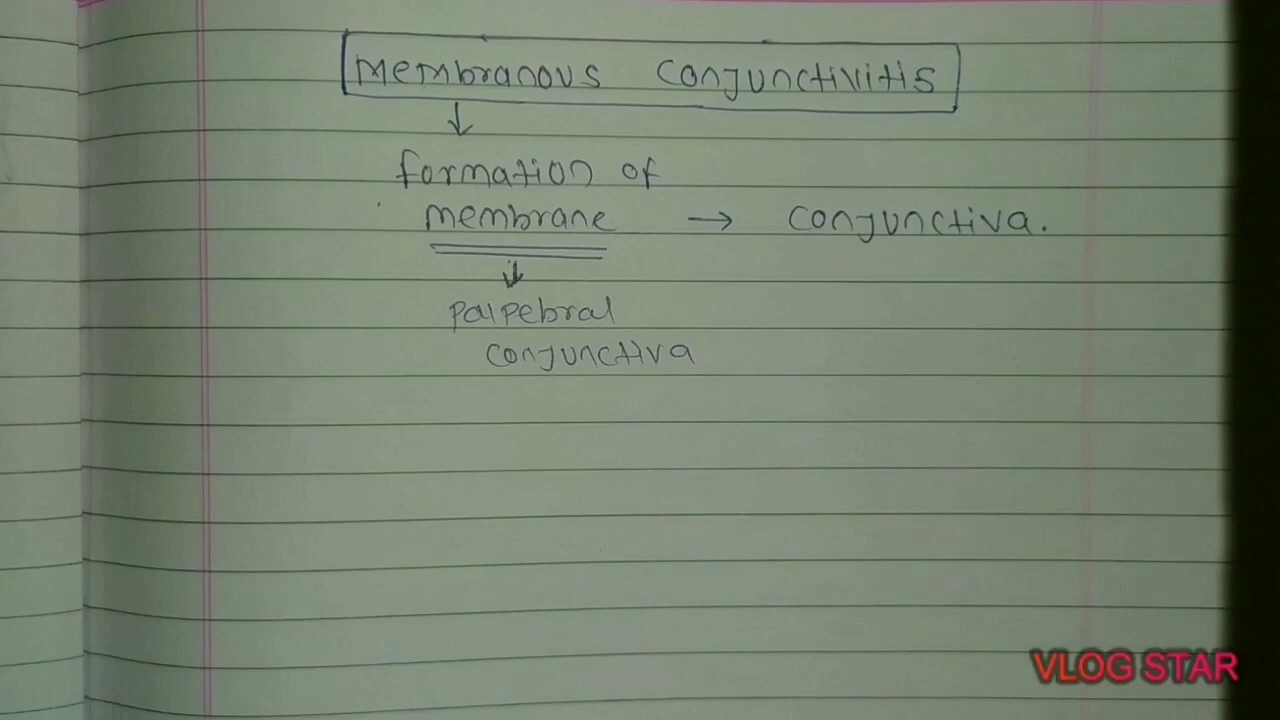 Membranous Conjunctivitis
↓
formation of
membrane → Conjunctiva.
↓
Palpebral
Conjunctiva
VLOG STAR